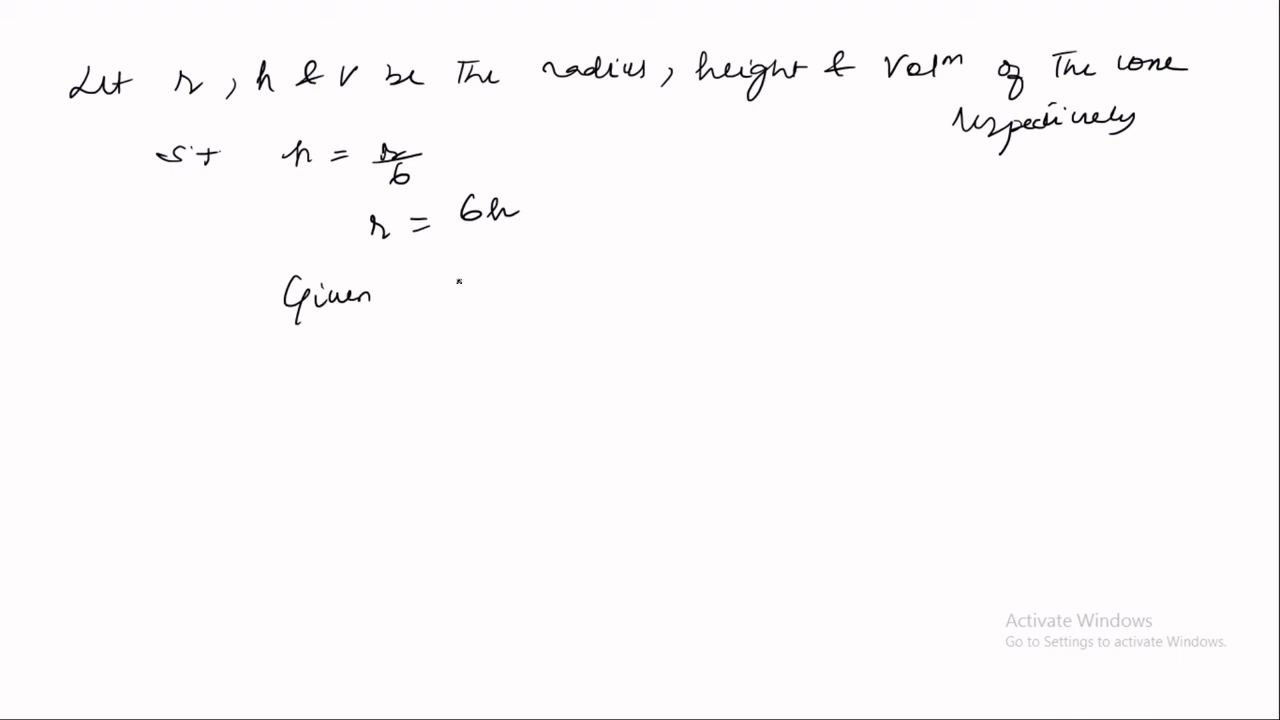 Let r, h & v be the radius, height & Volm of the cone
respectively
s.t h = r/6
r = 6h
Given
Activate Windows
Go to Settings to activate Windows.